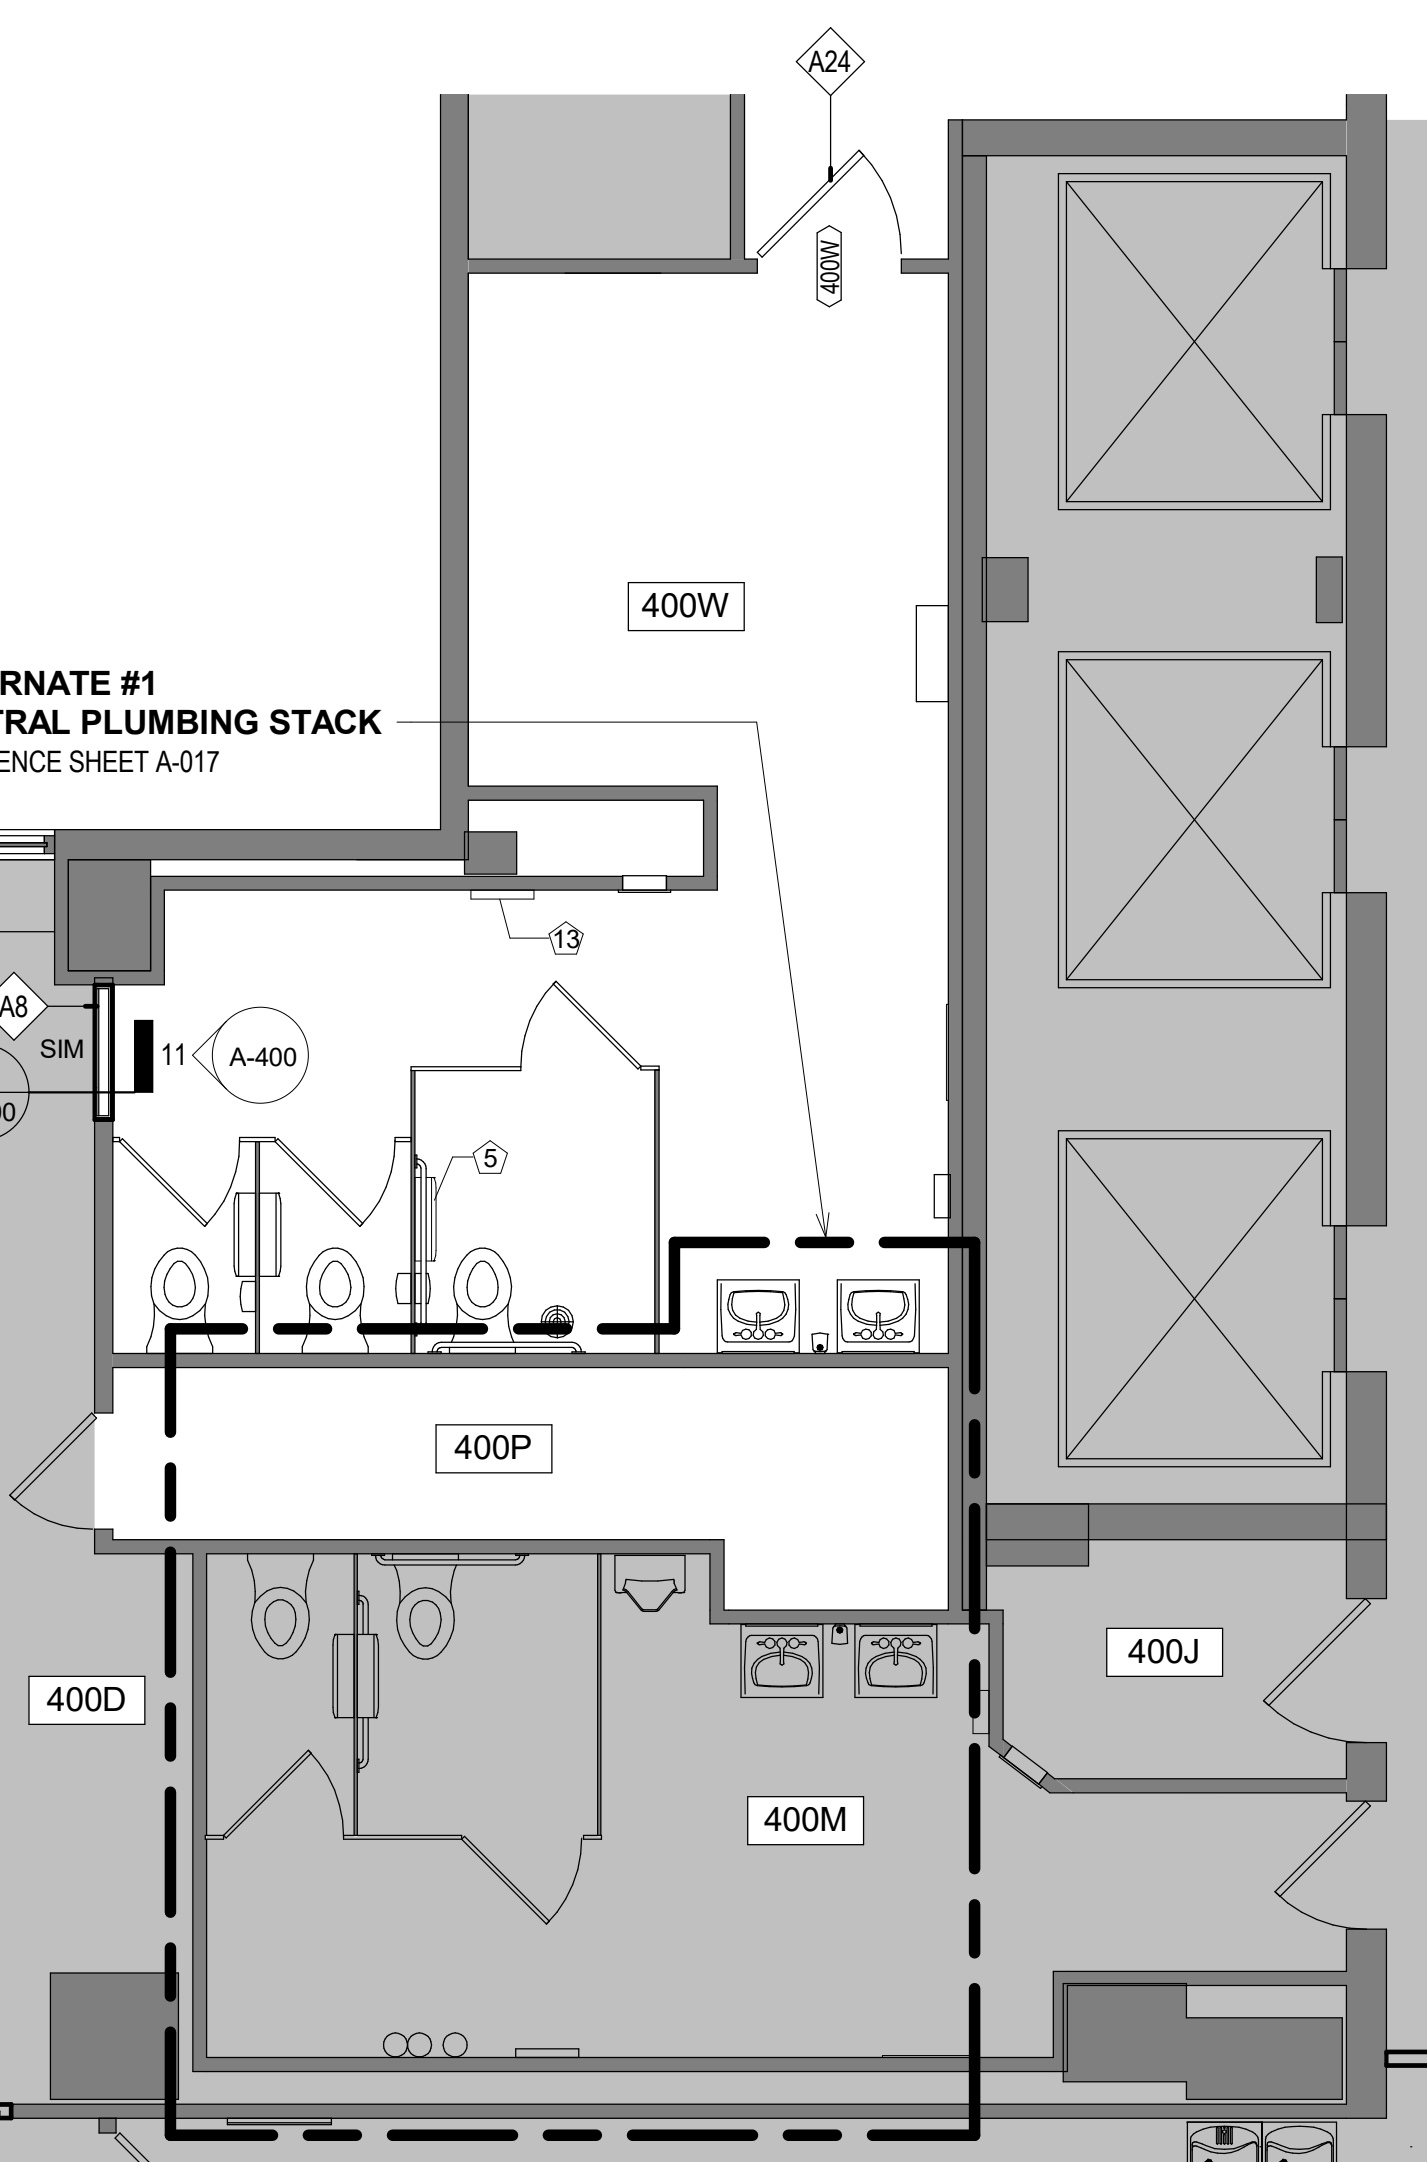 A24
400W
400W
RNATE #1
TRAL PLUMBING STACK
ENCE SHEET A-017
13
A8
SIM
11
A-400
00
5
400P
400J
400D
400M